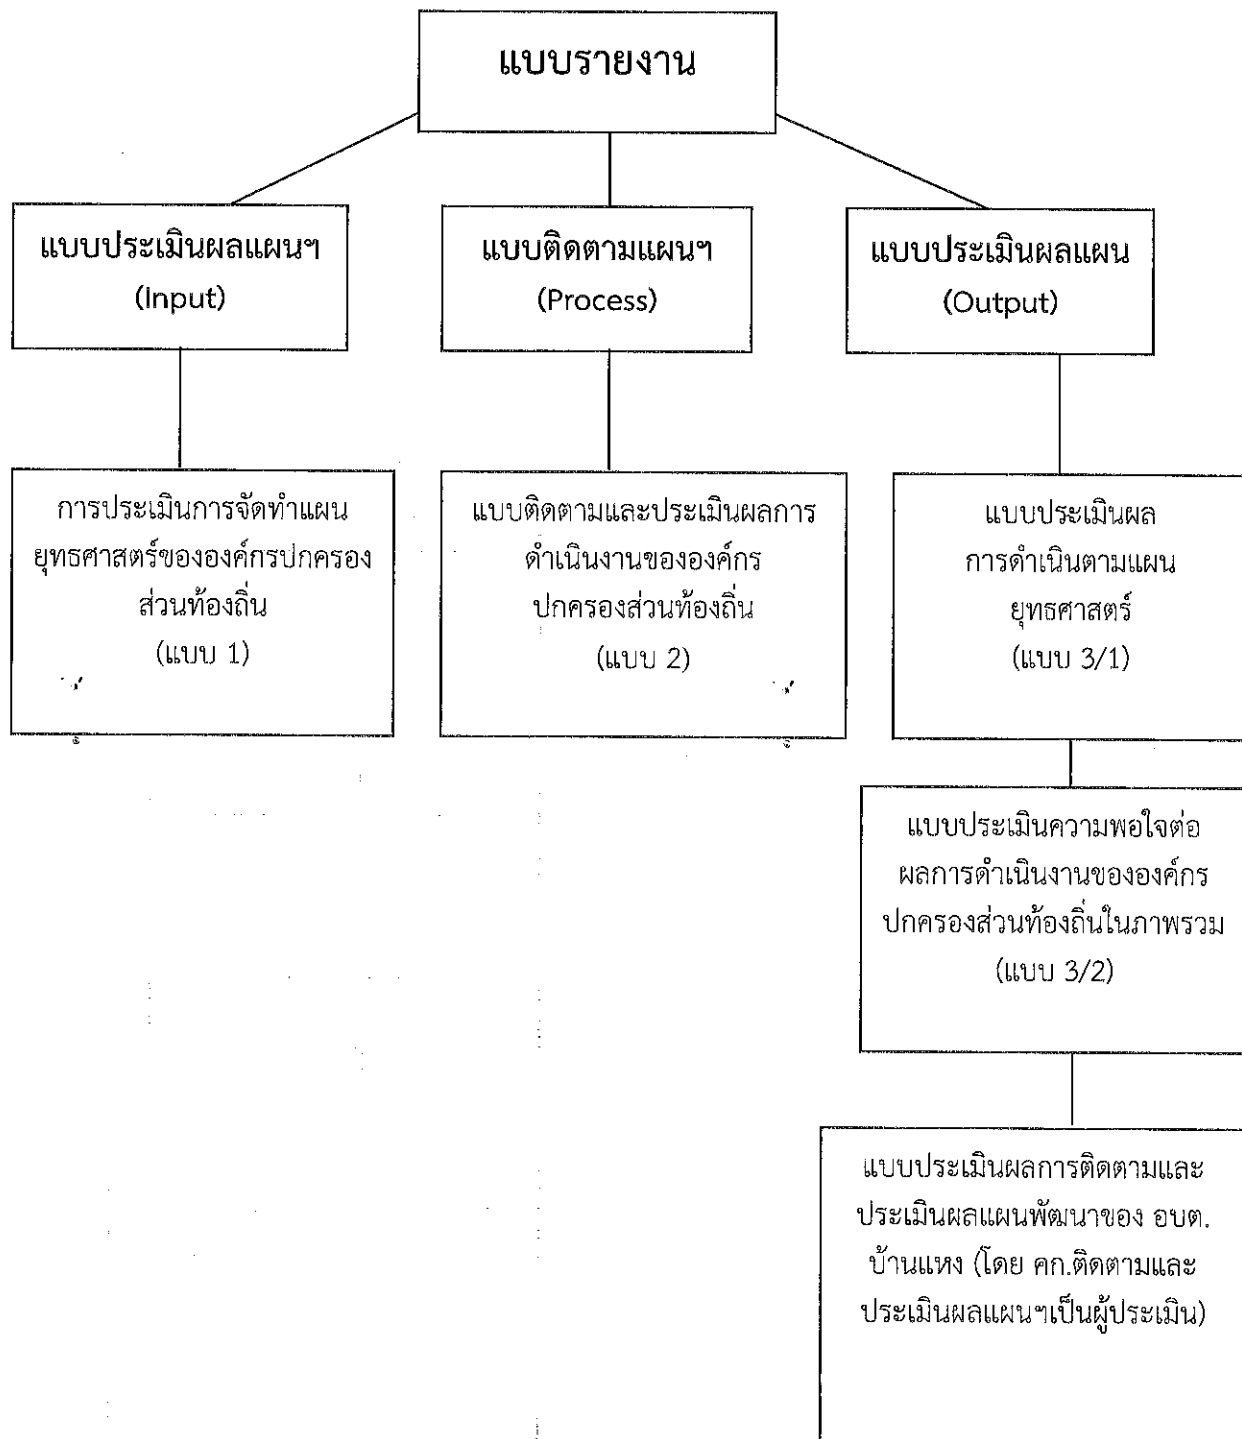 แบบรายงาน
แบบประเมินผลแผนฯ
(Input)
แบบติดตามแผนฯ
(Process)
แบบประเมินผลแผน
(Output)
การประเมินการจัดทำแผน
ยุทธศาสตร์ขององค์กรปกครอง
ส่วนท้องถิ่น
(แบบ 1)
แบบติดตามและประเมินผลการ
ดำเนินงานขององค์กร
ปกครองส่วนท้องถิ่น
(แบบ 2)
แบบประเมินผล
การดำเนินตามแผน
ยุทธศาสตร์
(แบบ 3/1)
แบบประเมินความพอใจต่อ
ผลการดำเนินงานขององค์กร
ปกครองส่วนท้องถิ่นในภาพรวม
(แบบ 3/2)
แบบประเมินผลการติดตามและ
ประเมินผลแผนพัฒนาของ อบต.
บ้านแหง (โดย คก.ติดตามและ
ประเมินผลแผนฯเป็นผู้ประเมิน)